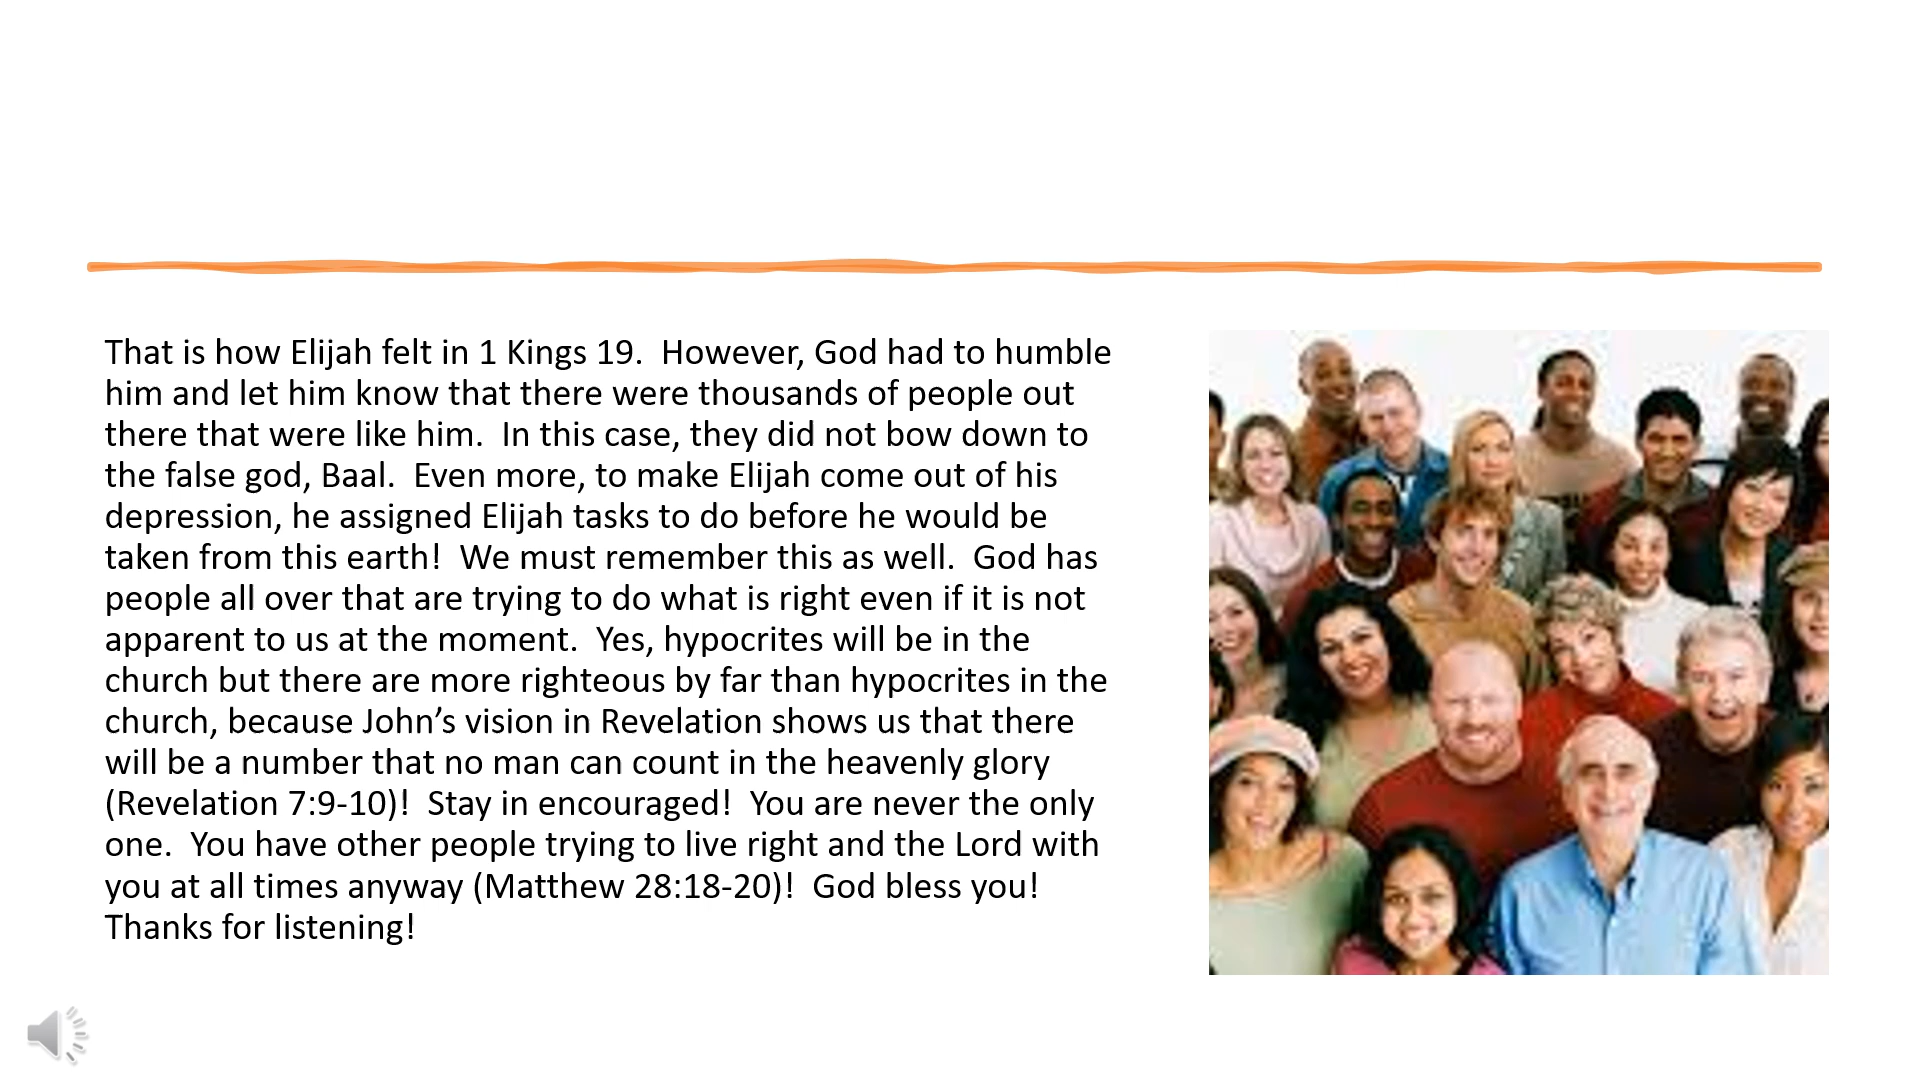 That is how Elijah felt in 1 Kings 19.  However, God had to humble
him and let him know that there were thousands of people out
there that were like him.  In this case, they did not bow down to
the false god, Baal.  Even more, to make Elijah come out of his
depression, he assigned Elijah tasks to do before he would be
taken from this earth!  We must remember this as well.  God has
people all over that are trying to do what is right even if it is not
apparent to us at the moment.  Yes, hypocrites will be in the
church but there are more righteous by far than hypocrites in the
church, because John’s vision in Revelation shows us that there
will be a number that no man can count in the heavenly glory
(Revelation 7:9-10)!  Stay in encouraged!  You are never the only
one.  You have other people trying to live right and the Lord with
you at all times anyway (Matthew 28:18-20)!  God bless you!
Thanks for listening!